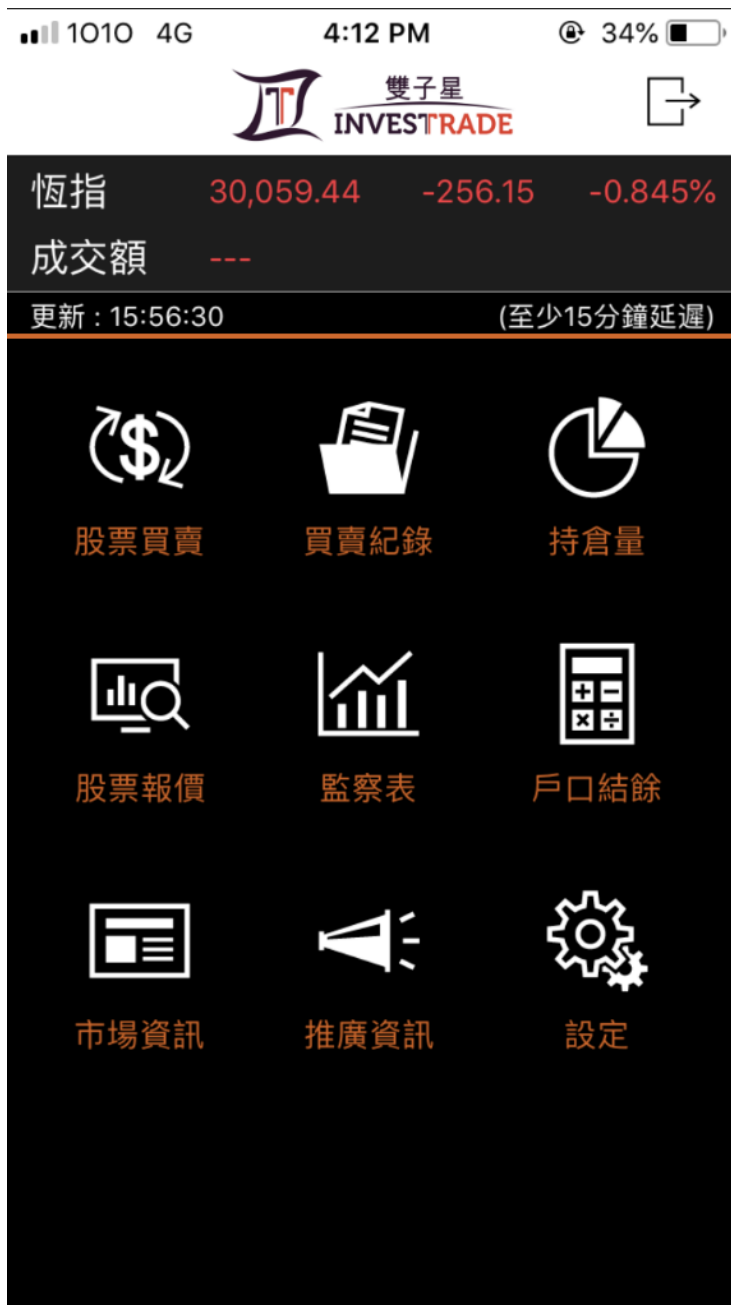 1O1O 4G 4:12 PM 34%
雙子星
INVESTRADE
恆指 30,059.44 -256.15 -0.845%
成交額 ---
更新 : 15:56:30 (至少15分鐘延遲)
股票買賣 買賣紀錄 持倉量
股票報價 監察表 戶口結餘
市場資訊 推廣資訊 設定